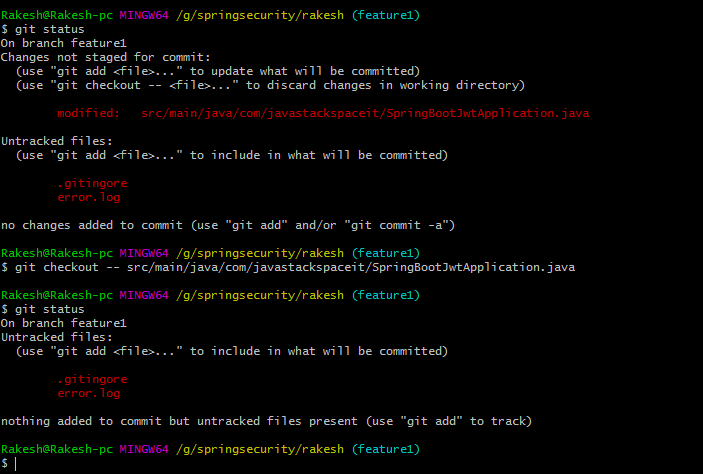 Rakesh@Rakesh-pc MINGW64 /g/springsecurity/rakesh (feature1)
$ git status
On branch feature1
Changes not staged for commit:
  (use "git add <file>..." to update what will be committed)
  (use "git checkout -- <file>..." to discard changes in working directory)

        modified:   src/main/java/com/javastackspaceit/SpringBootJwtApplication.java

Untracked files:
  (use "git add <file>..." to include in what will be committed)

        .gitingore
        error.log

no changes added to commit (use "git add" and/or "git commit -a")

Rakesh@Rakesh-pc MINGW64 /g/springsecurity/rakesh (feature1)
$ git checkout -- src/main/java/com/javastackspaceit/SpringBootJwtApplication.java

Rakesh@Rakesh-pc MINGW64 /g/springsecurity/rakesh (feature1)
$ git status
On branch feature1
Untracked files:
  (use "git add <file>..." to include in what will be committed)

        .gitingore
        error.log

nothing added to commit but untracked files present (use "git add" to track)

Rakesh@Rakesh-pc MINGW64 /g/springsecurity/rakesh (feature1)
$